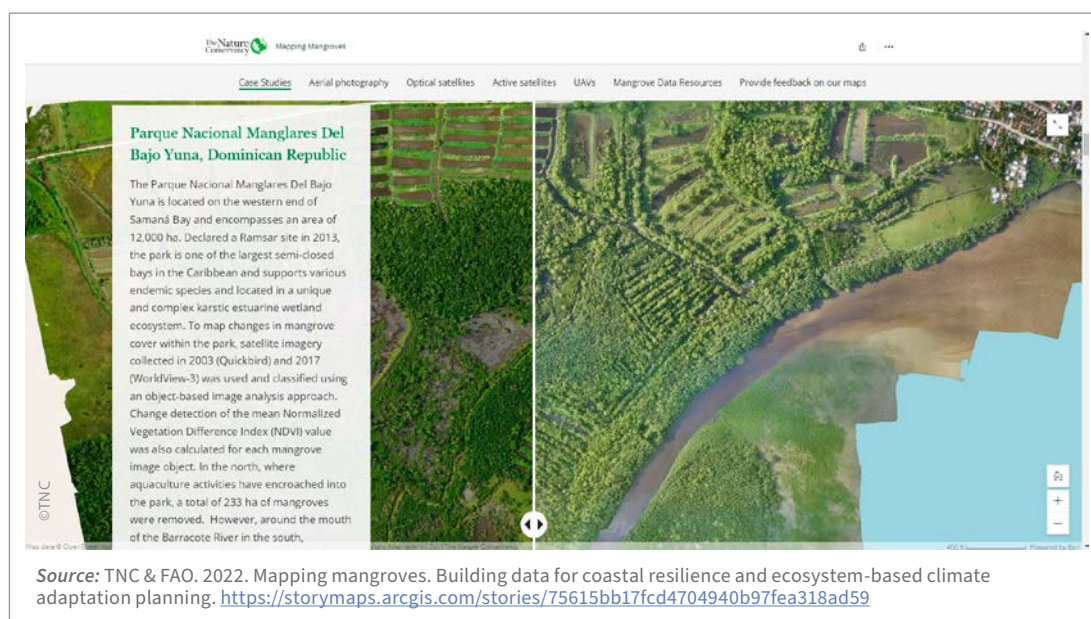 The Nature
Conservancy
Mapping Mangroves
Case Studies Aerial photography Optical satellites Active satellites UAVs Mangrove Data Resources Provide feedback on our maps
Parque Nacional Manglares Del
Bajo Yuna, Dominican Republic
The Parque Nacional Manglares Del Bajo
Yuna is located on the western end of
Samaná Bay and encompasses an area of
12,000 ha. Declared a Ramsar site in 2013,
the park is one of the largest semi-closed
bays in the Caribbean and supports various
endemic species and located in a unique
and complex karstic estuarine wetland
ecosystem. To map changes in mangrove
cover within the park, satellite imagery
collected in 2003 (Quickbird) and 2017
(WorldView-3) was used and classified using
an object-based image analysis approach.
Change detection of the mean Normalized
Vegetation Difference Index (NDVI) value
was also calculated for each mangrove
image object. In the north, where
aquaculture activities have encroached into
the park, a total of 233 ha of mangroves
were removed. However, around the mouth
of the Barracote River in the south,
©TNC
Map data ©
Powered by Esri
Source: TNC & FAO. 2022. Mapping mangroves. Building data for coastal resilience and ecosystem-based climate
adaptation planning. https://storymaps.arcgis.com/stories/75615bb17fcd4704940b97fea318ad59